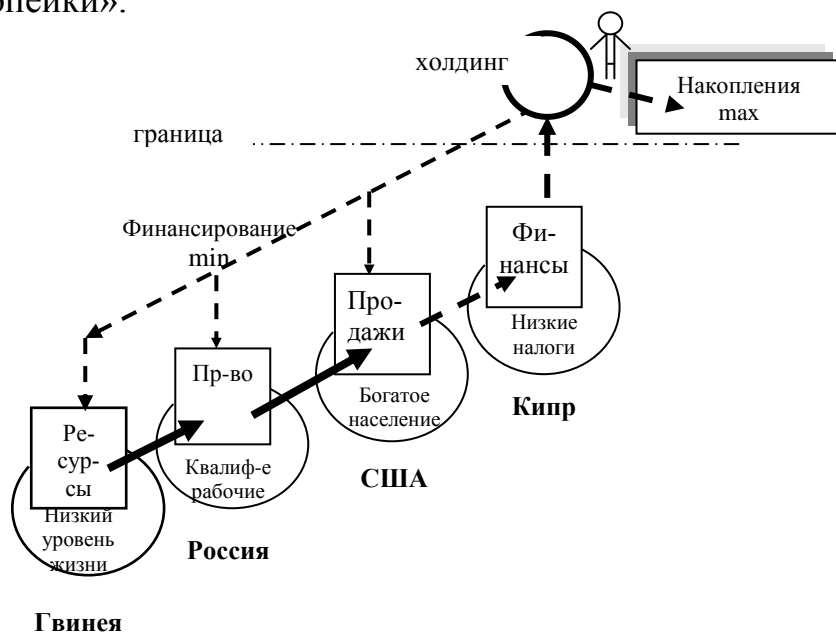 холдинг
Накопления
max
граница
Финансирование
min
Фи-
нансы
Низкие
налоги
Кипр
Про-
дажи
Богатое
население
США
Пр-во
Квалиф-е
рабочие
Россия
Ре-
сур-
сы
Низкий
уровень
жизни
Гвинея